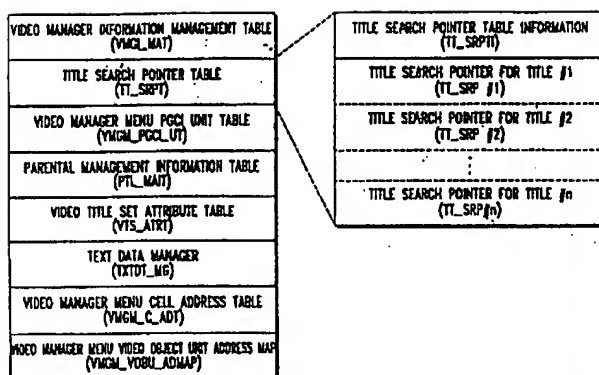 VIDEO MANAGER INFORMATION MANAGEMENT TABLE
(VMGI_MAT)
TITLE SEARCH POINTER TABLE
(TT_SRPT)
VIDEO MANAGER MENU PGCI UNIT TABLE
(VMGM_PGCI_UT)
PARENTAL MANAGEMENT INFORMATION TABLE
(PTL_MAIT)
VIDEO TITLE SET ATTRIBUTE TABLE
(VTS_ATRT)
TEXT DATA MANAGER
(TXTDT_MG)
VIDEO MANAGER MENU CELL ADDRESS TABLE
(VMGM_C_ADT)
VIDEO MANAGER MENU VIDEO OBJECT UNIT ADDRESS MAP
(VMGM_VOBU_ADMAP)
TITLE SEARCH POINTER TABLE INFORMATION
(TT_SRPTI)
TITLE SEARCH POINTER FOR TITLE #1
(TT_SRP #1)
TITLE SEARCH POINTER FOR TITLE #2
(TT_SRP #2)
⋮
TITLE SEARCH POINTER FOR TITLE #n
(TT_SRP#n)